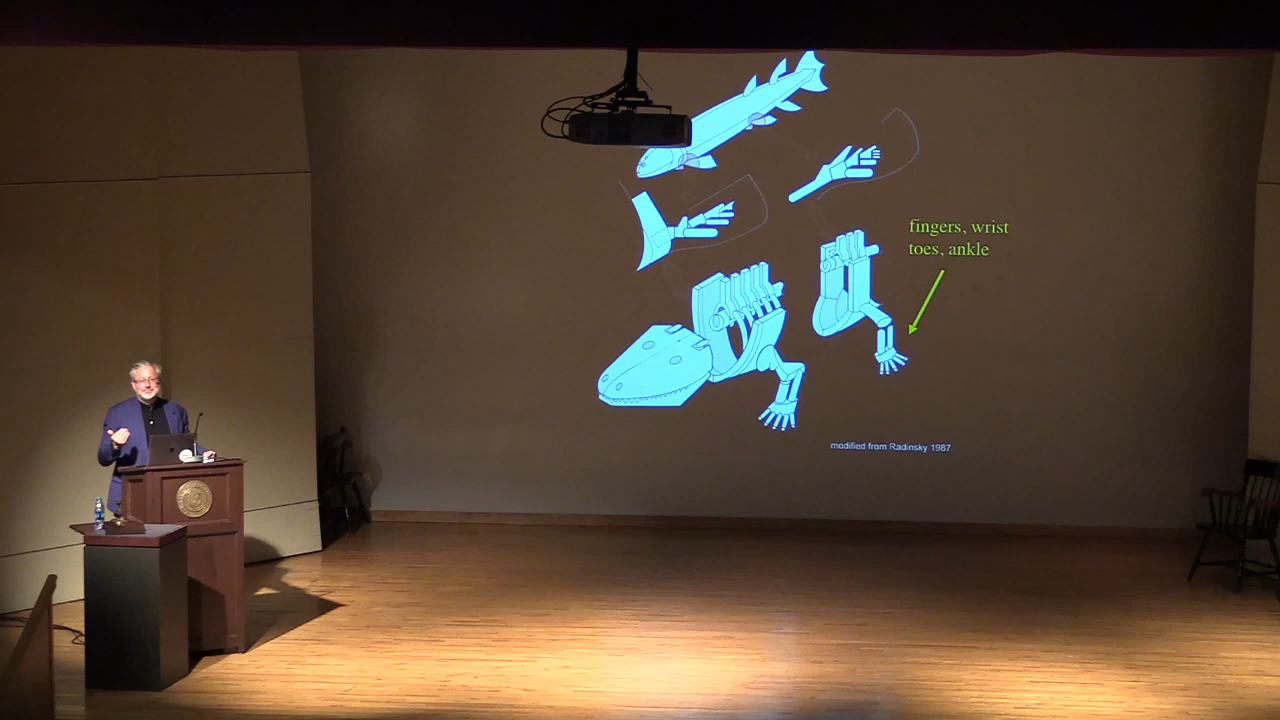 fingers, wrist
toes, ankle
modified from Radinsky 1987